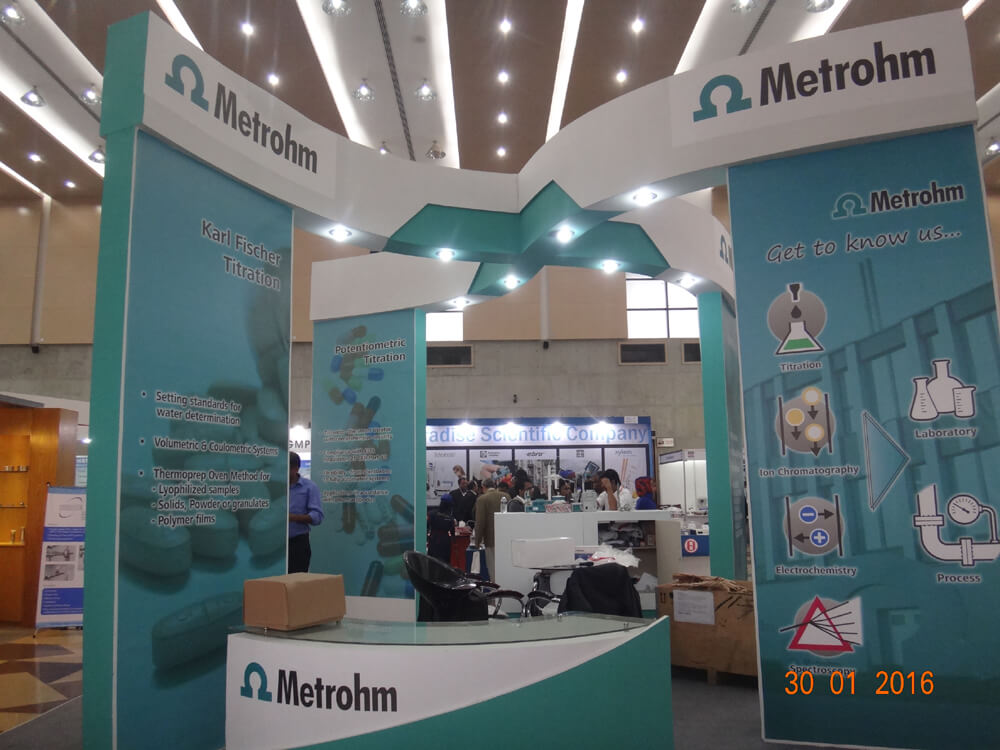 Metrohm
Metrohm
Metrohm
Get to know us...
Karl Fischer
Titration
Setting standards for
water determination
Volumetric & Coulometric Systems
Thermoprep Oven Method for
- Lyophilized samples
- Solids, Powder or granulates
- Polymer films
Potentiometric
Titration
GMP
adise Scientific Company
Titration
Ion Chromatography
Electrochemistry
Spectroscopy
Laboratory
Process
Metrohm
30 01 2016